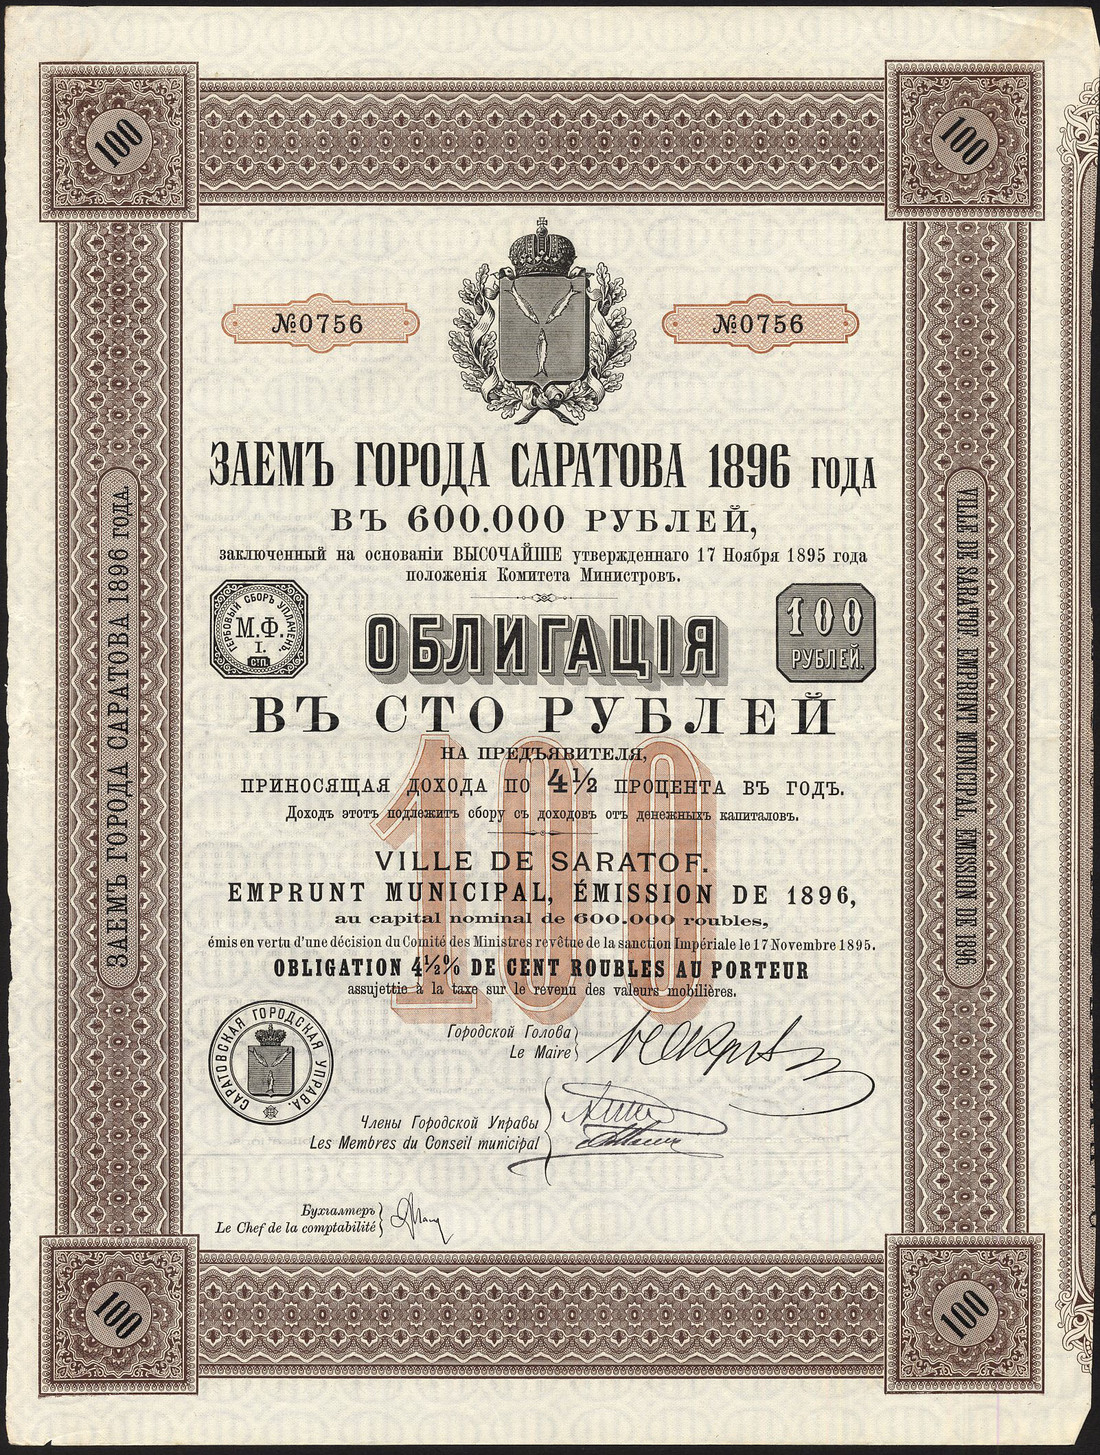 100
100
№0756
№0756
ЗАЕМЪ ГОРОДА САРАТОВА 1896 ГОДА
ВЪ 600.000 РУБЛЕЙ,
заключенный на основаніи ВЫСОЧАЙШЕ утвержденнаго 17 Ноября 1895 года
положенія Комитета Министровъ.
ГЕРБОВЫЙ СБОРЪ УПЛАЧЕНЪ.
М.Ф.
I.
СТП.
ОБЛИГАЦІЯ
100
РУБЛЕЙ.
ВЪ СТО РУБЛЕЙ
НА ПРЕДЪЯВИТЕЛЯ,
ПРИНОСЯЩАЯ ДОХОДА ПО 4½ ПРОЦЕНТА ВЪ ГОДЪ.
Доходъ этотъ подлежитъ сбору съ доходовъ отъ денежныхъ капиталовъ.
100
VILLE DE SARATOF.
EMPRUNT MUNICIPAL, ÉMISSION DE 1896,
au capital nominal de 600.000 roubles,
émis en vertu d'une décision du Comité des Ministres revêtue de la sanction Impériale le 17 Novembre 1895.
OBLIGATION 4½% DE CENT ROUBLES AU PORTEUR
assujettie à la taxe sur le revenu des valeurs mobilières.
САРАТОВСКАЯ ГОРОДСКАЯ УПРАВА.
Городской Голова
Le Maire
Члены Городской Управы
Les Membres du Conseil municipal
Бухгалтеръ
Le Chef de la comptabilité
ЗАЕМЪ ГОРОДА САРАТОВА 1896 года.
VILLE DE SARATOF EMPRUNT MUNICIPAL, EMISSION DE 1896.
100
100